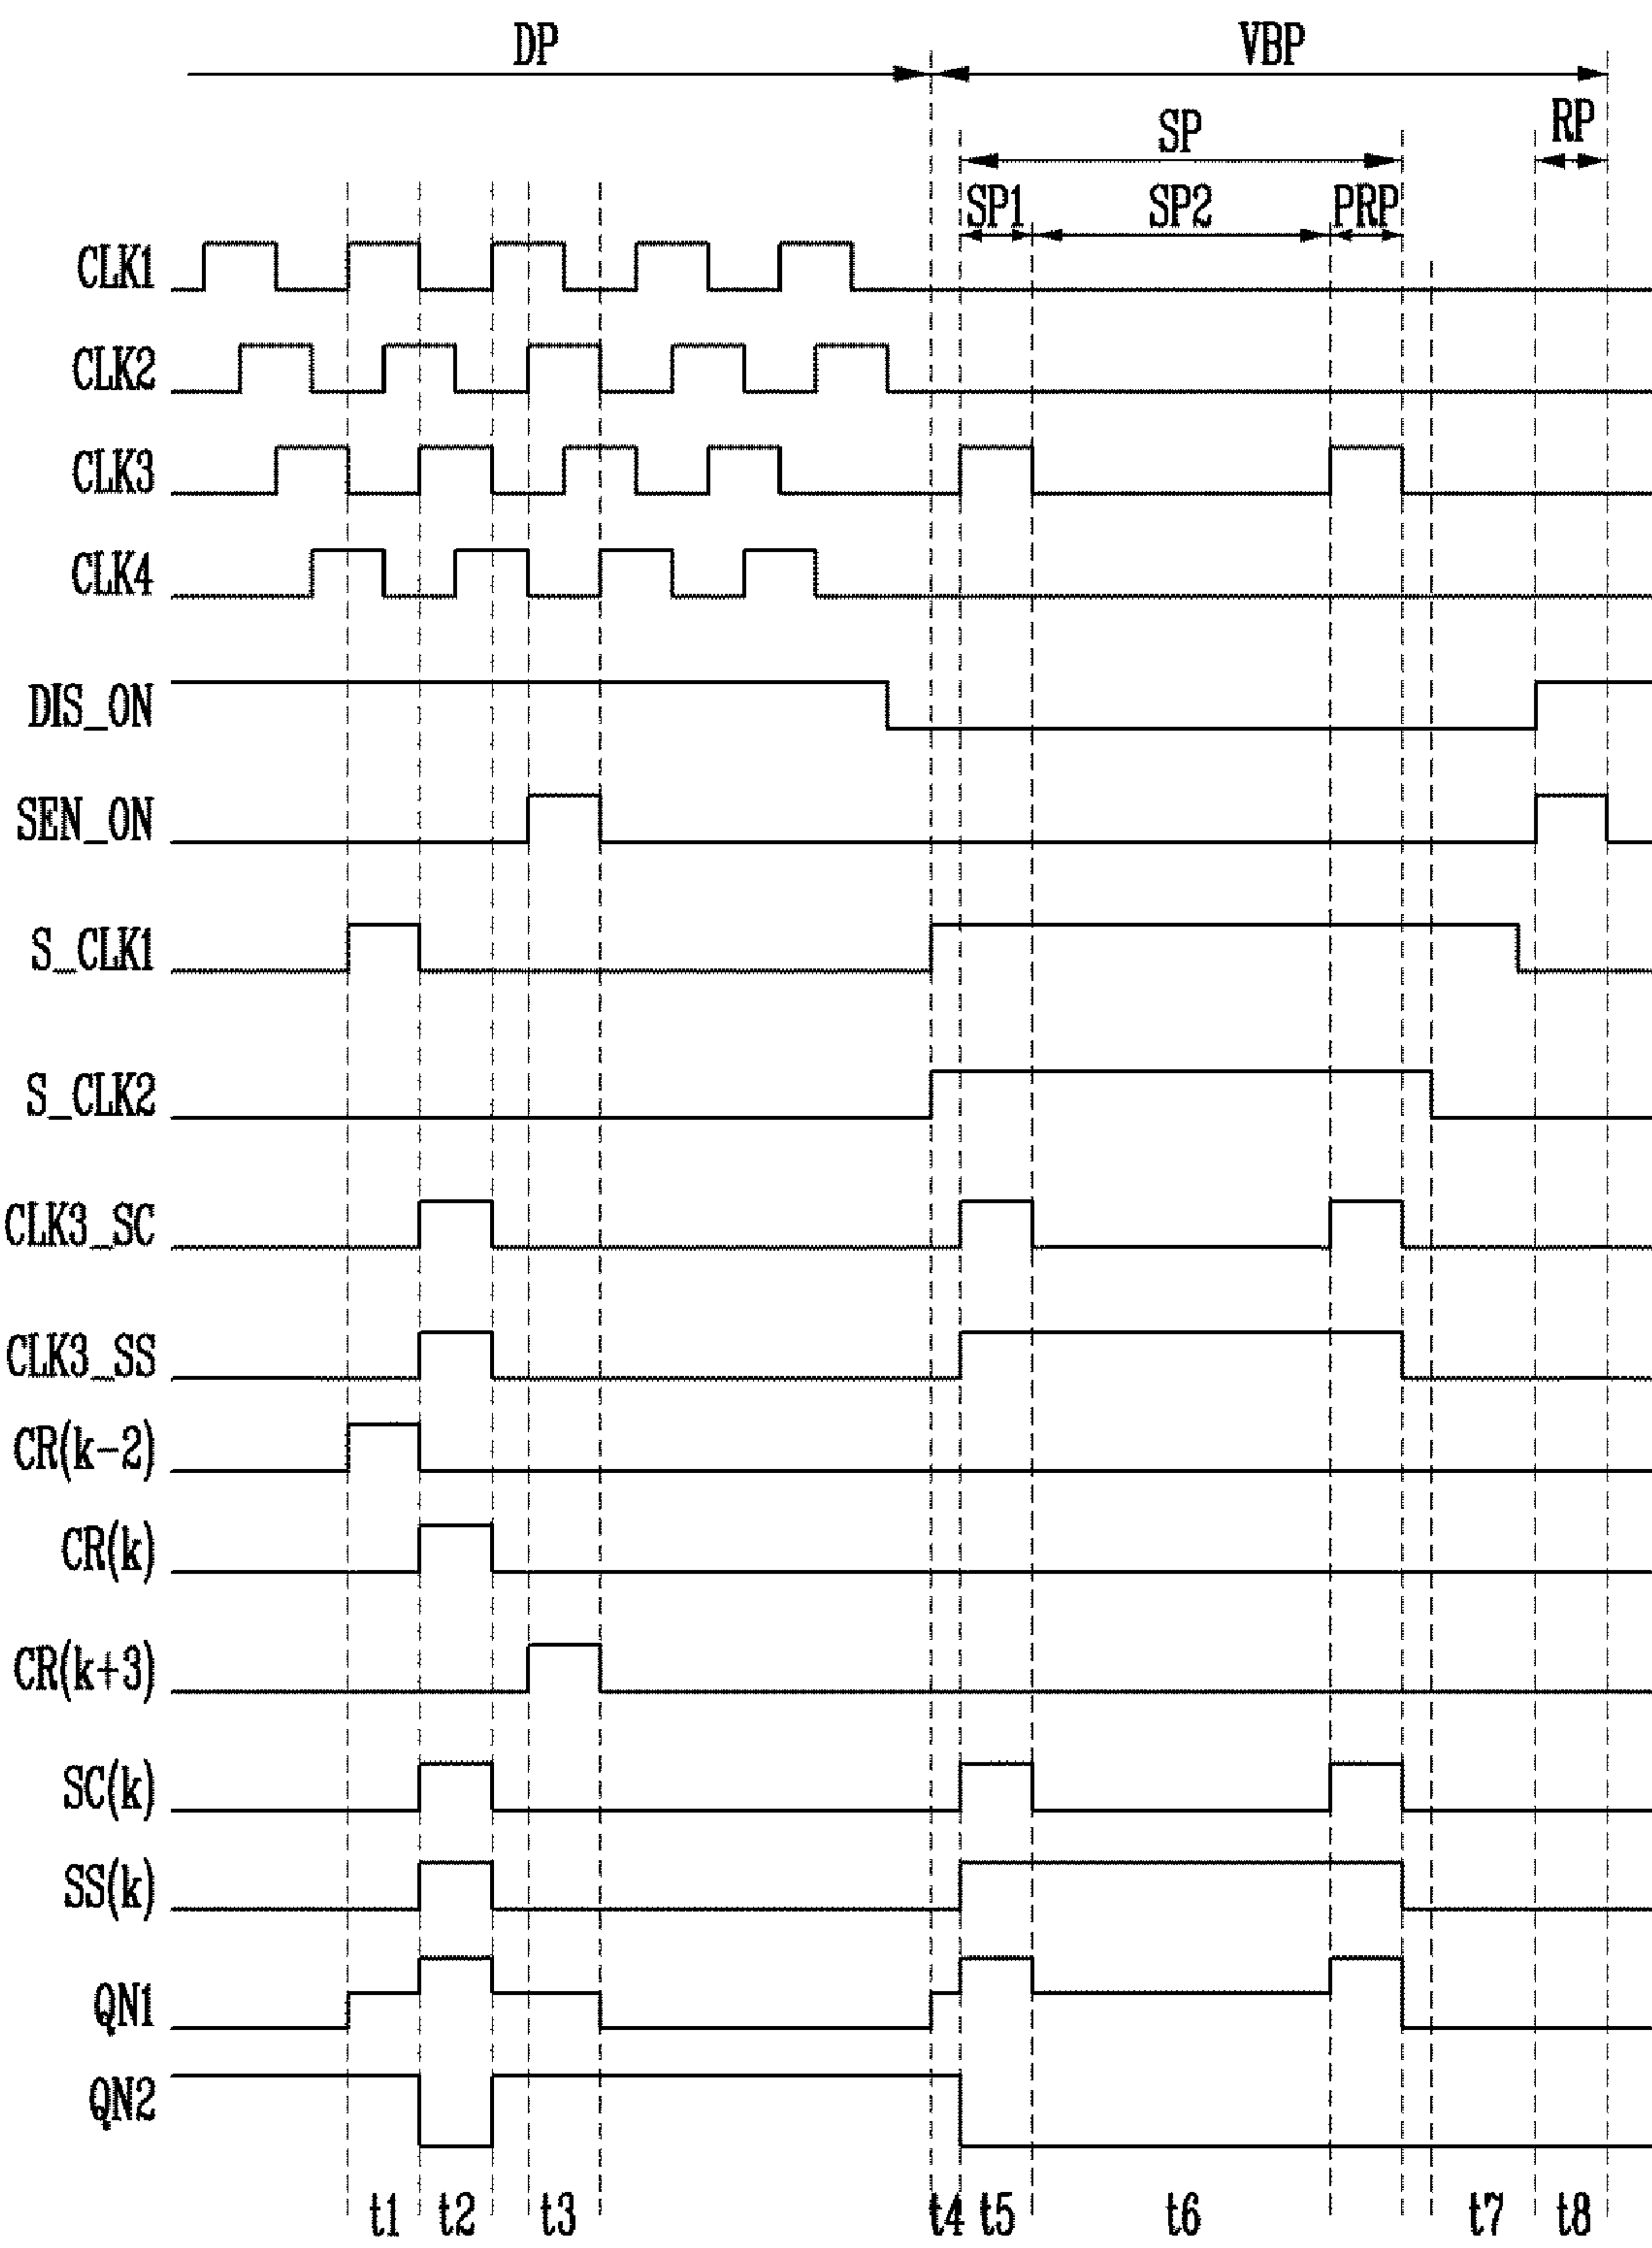 DP VBP
SP RP
SP1 SP2 PRP
CLK1
CLK2
CLK3
CLK4
DIS_ON
SEN_ON
S_CLK1
S_CLK2
CLK3_SC
CLK3_SS
CR(k-2)
CR(k)
CR(k+3)
SC(k)
SS(k)
QN1
QN2
t1 t2 t3 t4 t5 t6 t7 t8